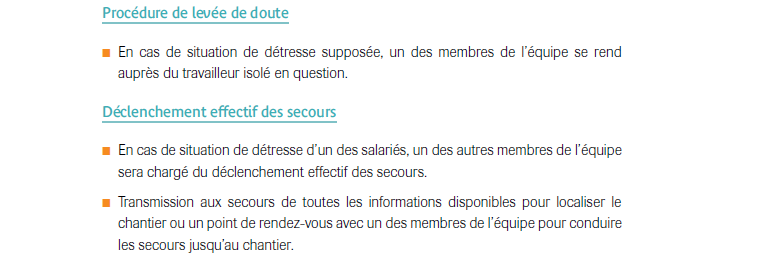 Procédure de levée de doute
■ En cas de situation de détresse supposée, un des membres de l'équipe se rend
auprès du travailleur isolé en question.
Déclenchement effectif des secours
■ En cas de situation de détresse d'un des salariés, un des autres membres de l'équipe
sera chargé du déclenchement effectif des secours.
■ Transmission aux secours de toutes les informations disponibles pour localiser le
chantier ou un point de rendez-vous avec un des membres de l'équipe pour conduire
les secours jusqu'au chantier.